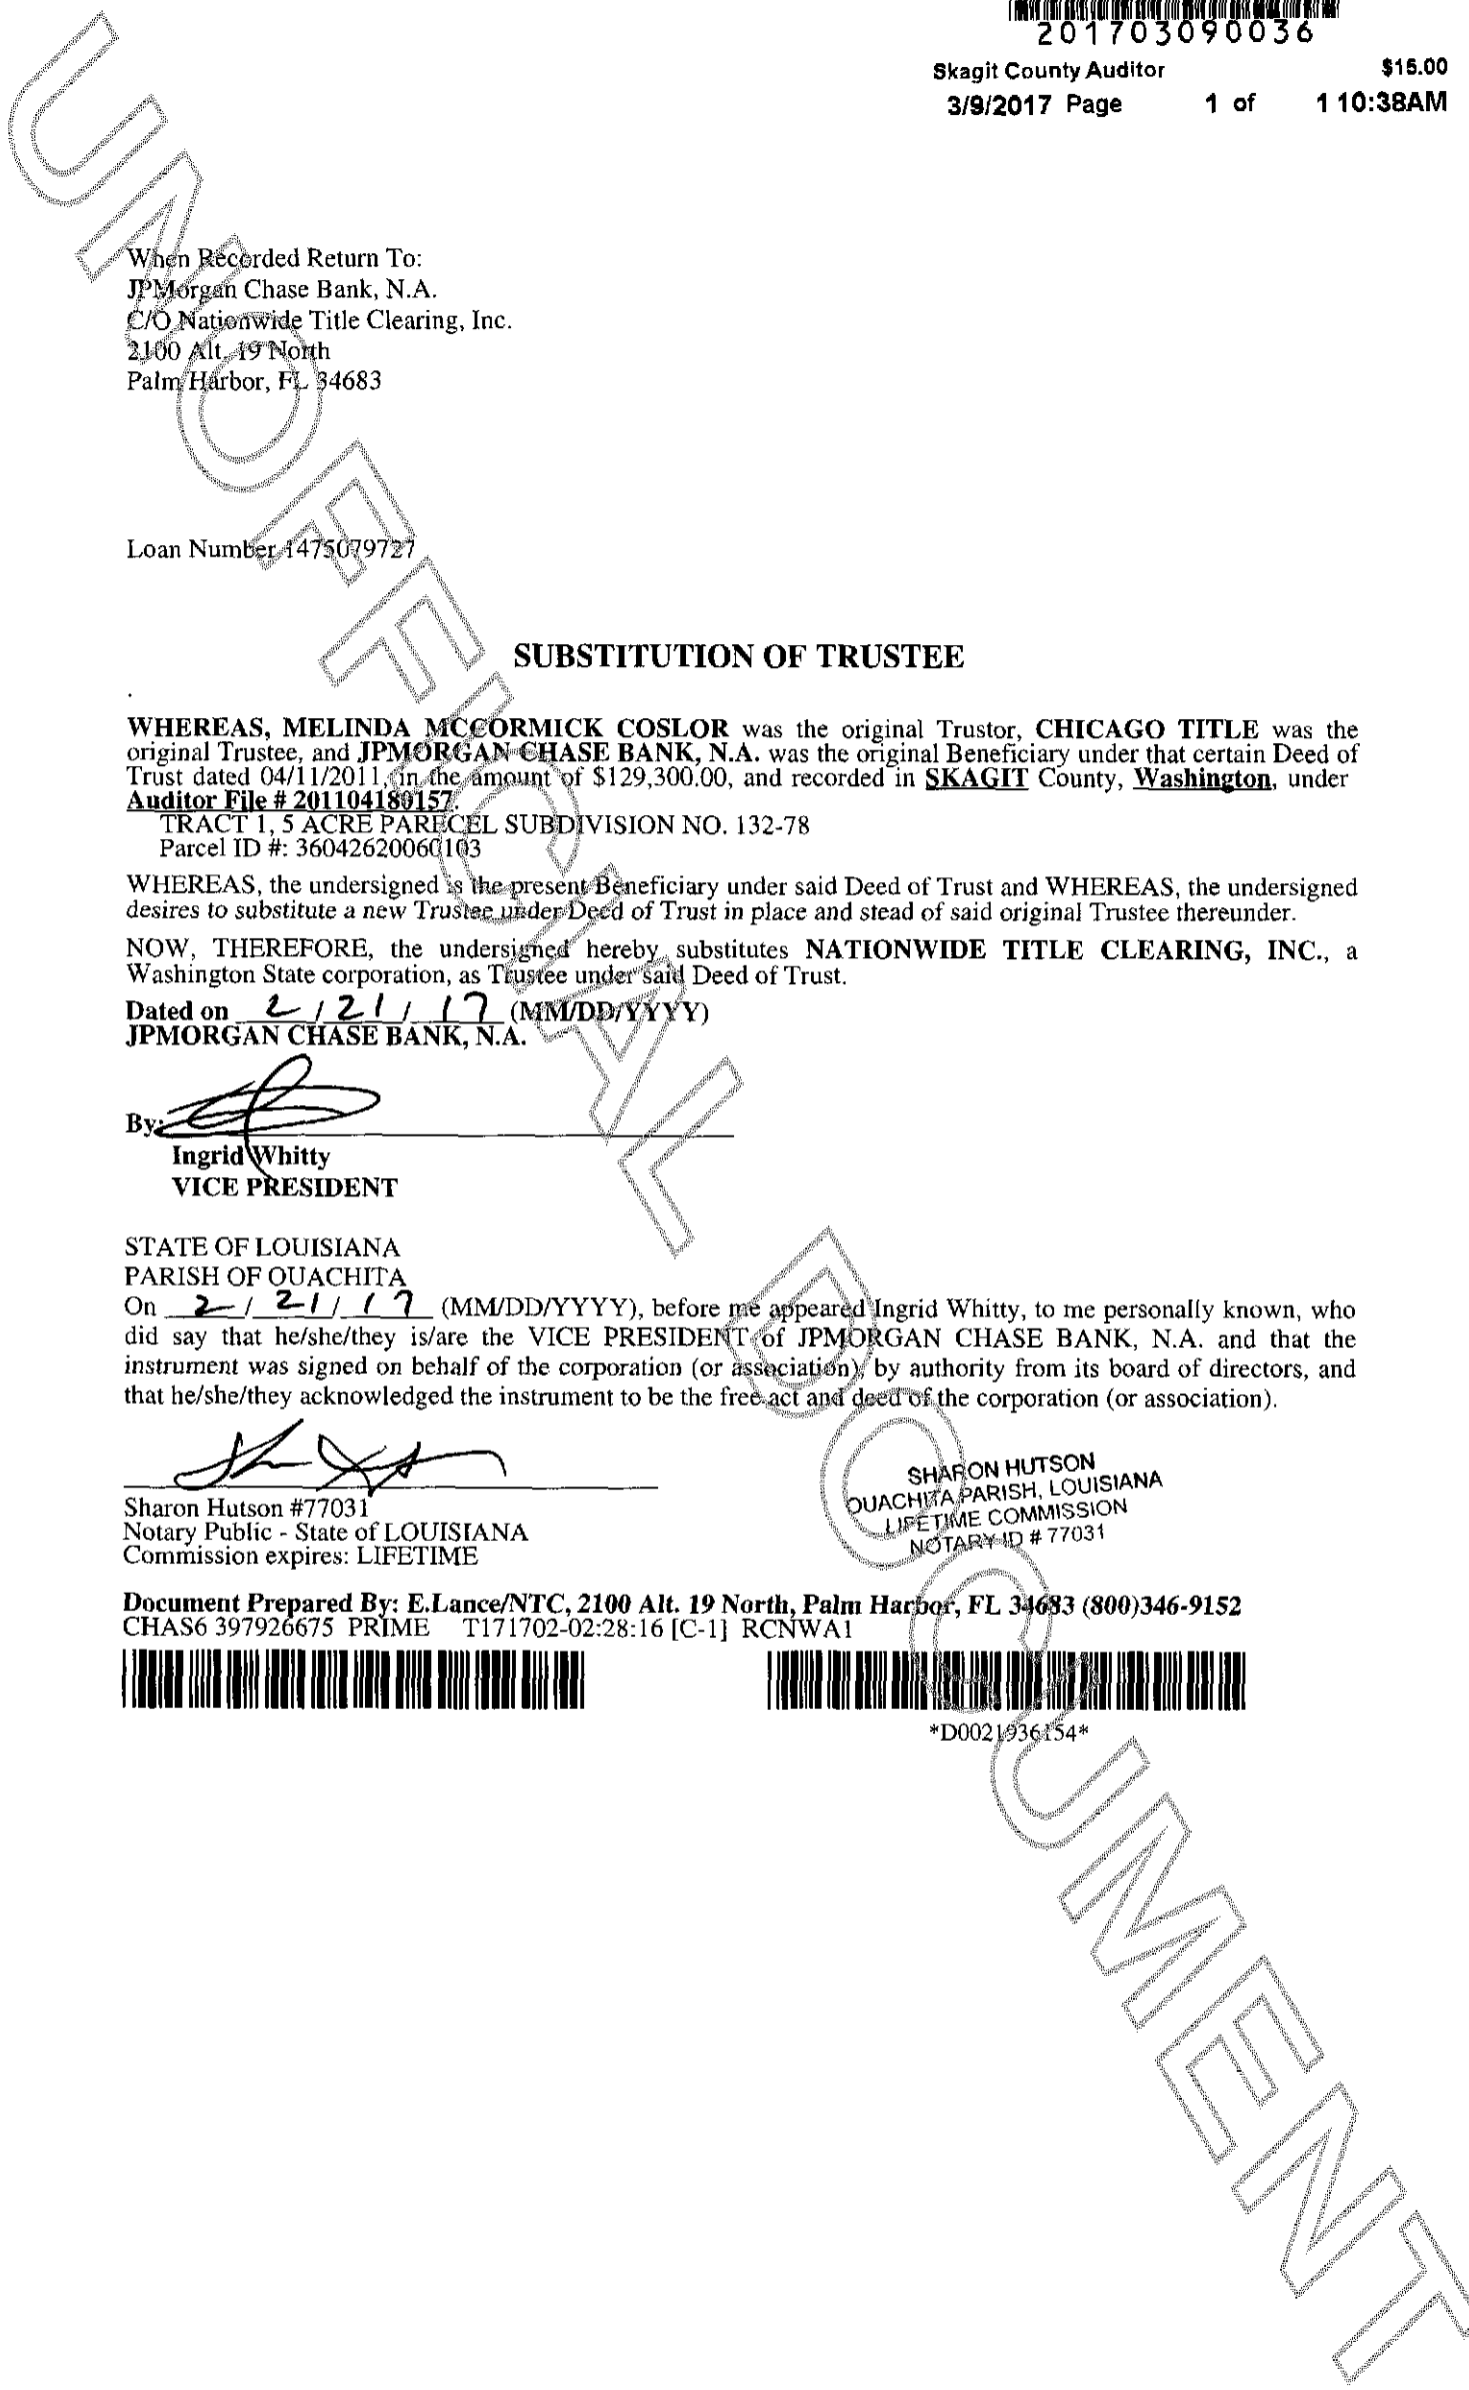 201703090036
Skagit County Auditor $15.00
3/9/2017 Page 1 of 1 10:38AM
When Recorded Return To:
JPMorgan Chase Bank, N.A.
C/O Nationwide Title Clearing, Inc.
2100 Alt. 19 North
Palm Harbor, FL 34683
Loan Number 1475079727
SUBSTITUTION OF TRUSTEE
.
WHEREAS, MELINDA MCCORMICK COSLOR was the original Trustor, CHICAGO TITLE was the
original Trustee, and JPMORGAN CHASE BANK, N.A. was the original Beneficiary under that certain Deed of
Trust dated 04/11/2011, in the amount of $129,300.00, and recorded in SKAGIT County, Washington, under
Auditor File # 201104180157.
TRACT 1, 5 ACRE PARECEL SUBDIVISION NO. 132-78
Parcel ID #: 36042620060103
WHEREAS, the undersigned is the present Beneficiary under said Deed of Trust and WHEREAS, the undersigned
desires to substitute a new Trustee under Deed of Trust in place and stead of said original Trustee thereunder.
NOW, THEREFORE, the undersigned hereby substitutes NATIONWIDE TITLE CLEARING, INC., a
Washington State corporation, as Trustee under said Deed of Trust.
Dated on 2/21/17 (MM/DD/YYYY)
JPMORGAN CHASE BANK, N.A.
By:
Ingrid Whitty
VICE PRESIDENT
STATE OF LOUISIANA
PARISH OF OUACHITA
On 2/21/17 (MM/DD/YYYY), before me appeared Ingrid Whitty, to me personally known, who
did say that he/she/they is/are the VICE PRESIDENT of JPMORGAN CHASE BANK, N.A. and that the
instrument was signed on behalf of the corporation (or association), by authority from its board of directors, and
that he/she/they acknowledged the instrument to be the free act and deed of the corporation (or association).
SHARON HUTSON
OUACHITA PARISH, LOUISIANA
LIFETIME COMMISSION
NOTARY ID # 77031
Sharon Hutson #77031
Notary Public - State of LOUISIANA
Commission expires: LIFETIME
Document Prepared By: E.Lance/NTC, 2100 Alt. 19 North, Palm Harbor, FL 34683 (800)346-9152
CHAS6 397926675 PRIME T171702-02:28:16 [C-1] RCNWA1
*D0021936154*
UNOFFICIAL DOCUMENT